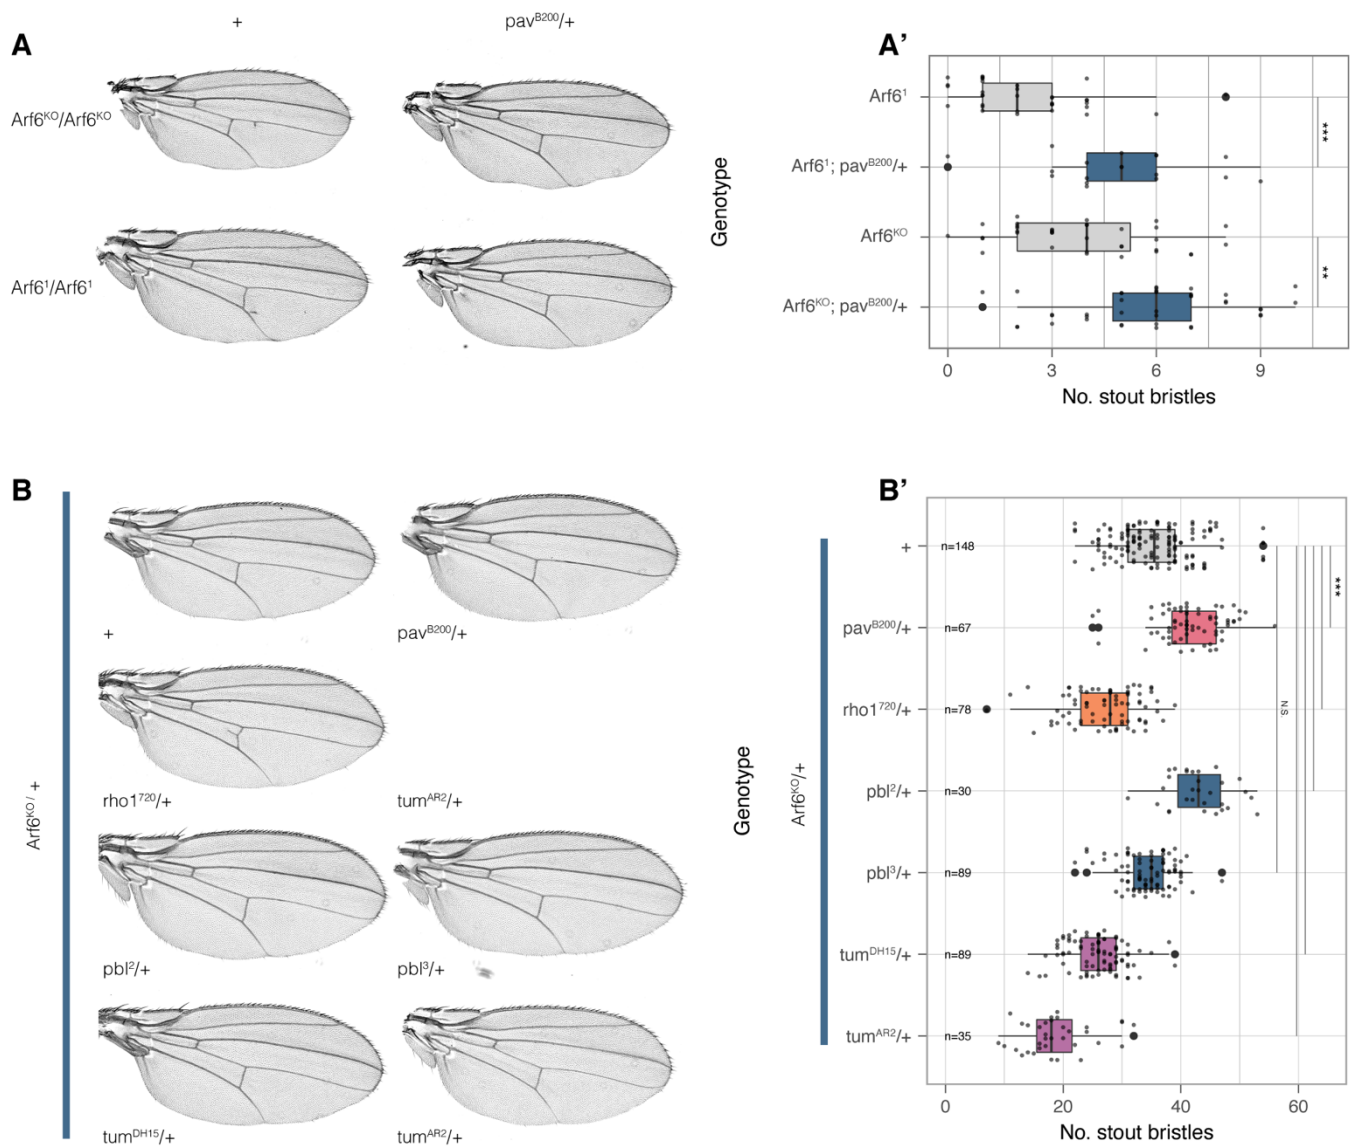 + pavB200/+
A
Arf6KO/Arf6KO
Arf61/Arf61
A'
Genotype
Arf61
Arf61; pavB200/+
Arf6KO
Arf6KO; pavB200/+
***
**
0 3 6 9
No. stout bristles
B
Arf6KO/ +
+ pavB200/+
rho1720/+ tumAR2/+
pbl2/+ pbl3/+
tumDH15/+ tumAR2/+
B'
Genotype
Arf6KO/+
+ n=148
pavB200/+ n=67
rho1720/+ n=78
pbl2/+ n=30
pbl3/+ n=89
tumDH15/+ n=89
tumAR2/+ n=35
N.S
***
0 20 40 60
No. stout bristles